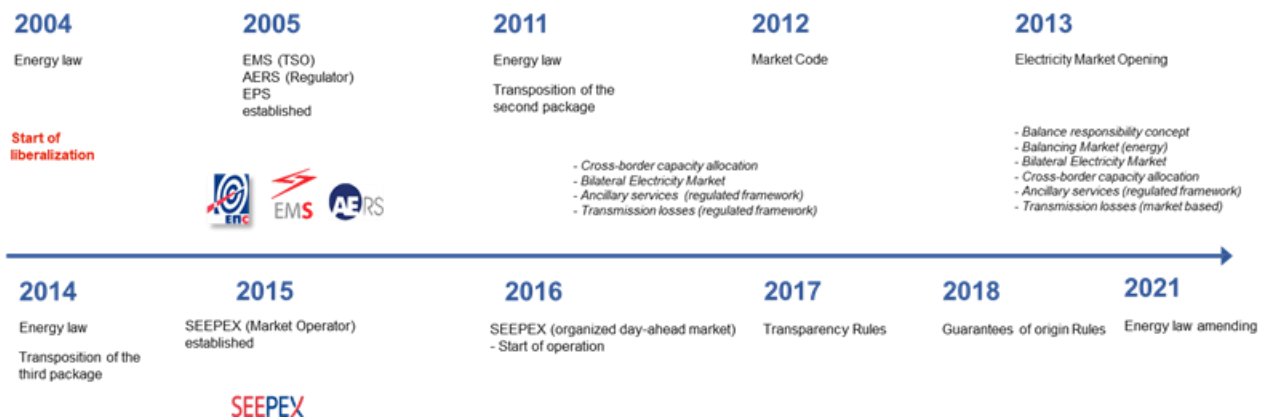 2004
Energy law
Start of
liberalization
2005
EMS (TSO)
AERS (Regulator)
EPS
established
ЕПС
EMS
AERS
2011
Energy law
Transposition of the
second package
- Cross-border capacity allocation
- Bilateral Electricity Market
- Ancillary services (regulated framework)
- Transmission losses (regulated framework)
2012
Market Code
2013
Electricity Market Opening
- Balance responsibility concept
- Balancing Market (energy)
- Bilateral Electricity Market
- Cross-border capacity allocation
- Ancillary services (regulated framework)
- Transmission losses (market based)
2014
Energy law
Transposition of the
third package
2015
SEEPEX (Market Operator)
established
SEEPEX
2016
SEEPEX (organized day-ahead market)
- Start of operation
2017
Transparency Rules
2018
Guarantees of origin Rules
2021
Energy law amending